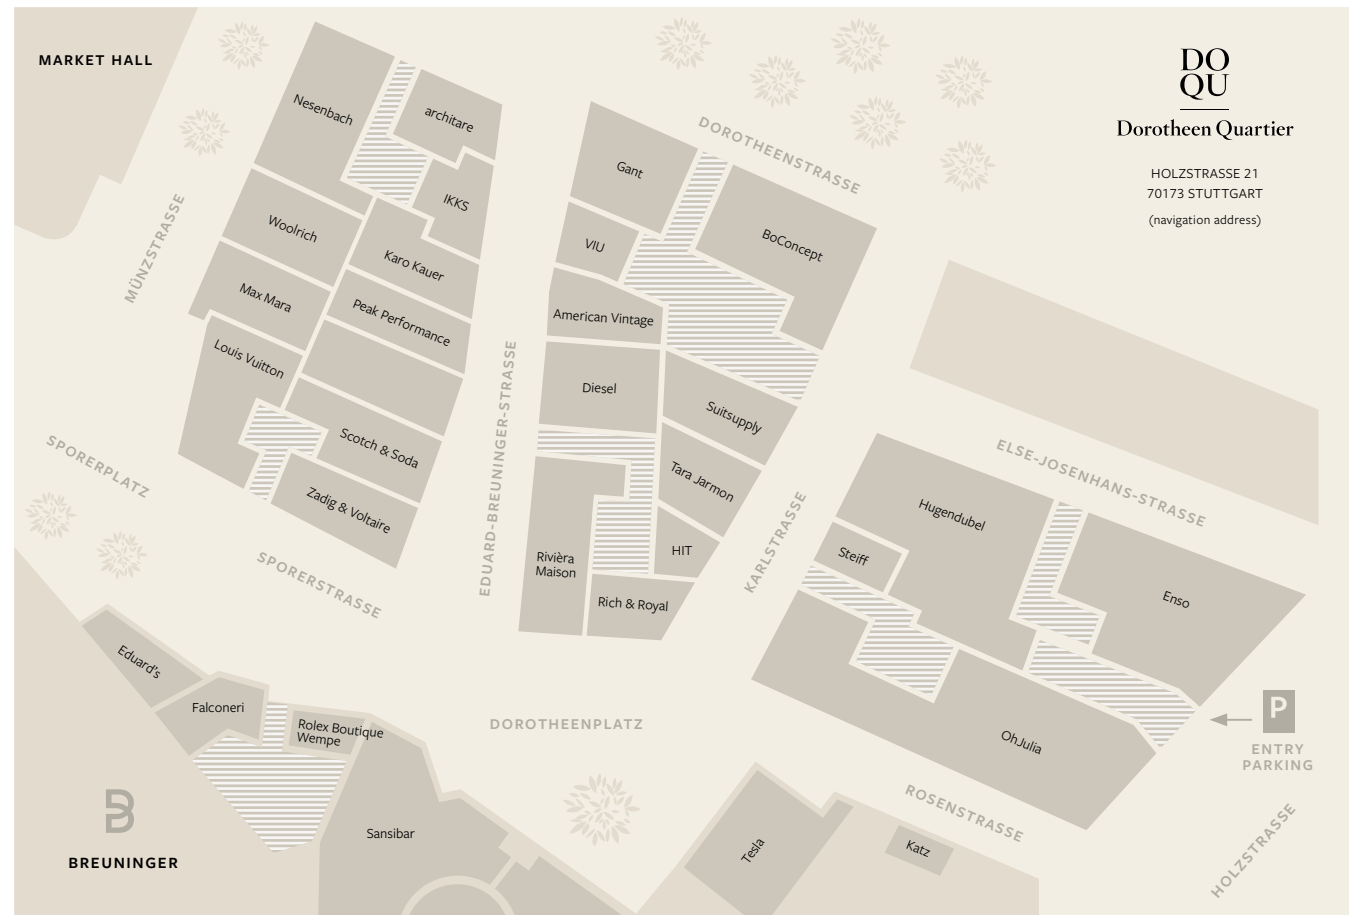 MARKET HALL
DO
QU
Dorotheen Quartier
HOLZSTRASSE 21
70173 STUTTGART
(navigation address)
Nesenbach
architare
IKKS
Woolrich
Karo Kauer
Max Mara
Peak Performance
Louis Vuitton
Scotch & Soda
Zadig & Voltaire
MÜNZSTRASSE
SPORERPLATZ
SPORERSTRASSE
EDUARD-BREUNINGER-STRASSE
DOROTHEENSTRASSE
Gant
BoConcept
VIU
American Vintage
Diesel
Suitsupply
Tara Jarmon
HIT
Rivièra
Maison
Rich & Royal
KARLSTRASSE
ELSE-JOSENHANS-STRASSE
Hugendubel
Steiff
Enso
OhJulia
P
ENTRY
PARKING
Eduard's
Falconeri
Rolex Boutique
Wempe
DOROTHEENPLATZ
Sansibar
B
BREUNINGER
Tesla
Katz
ROSENSTRASSE
HOLZSTRASSE